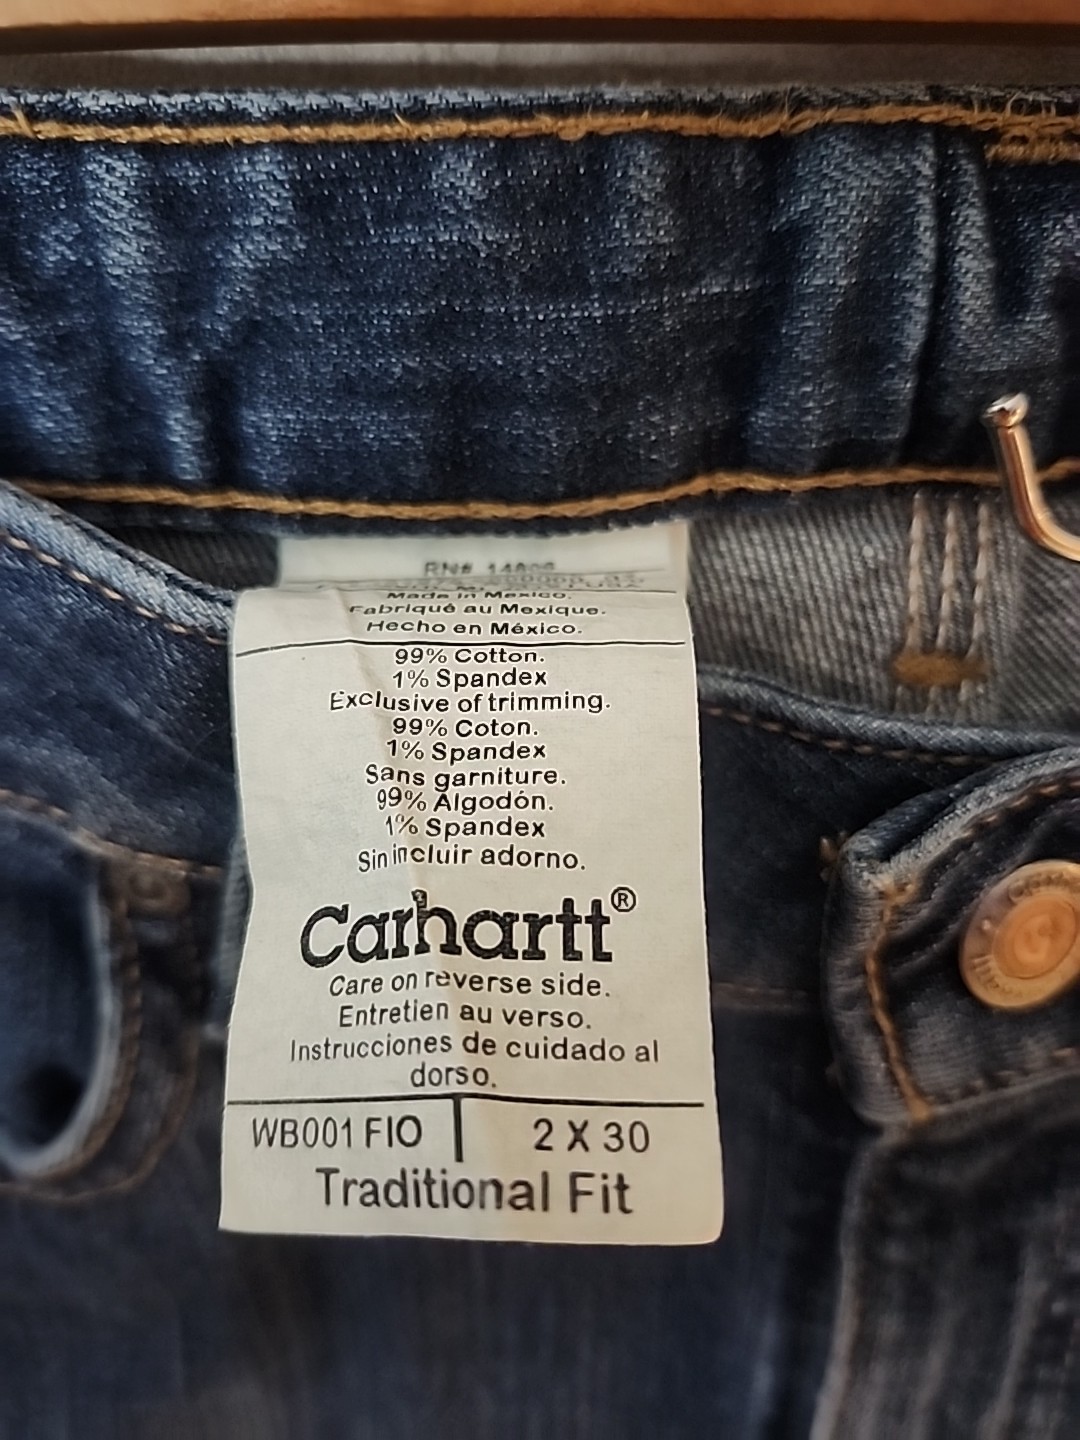 RN# 14806
Made in Mexico.
Fabriqué au Mexique.
Hecho en México.
99% Cotton.
1% Spandex
Exclusive of trimming.
99% Coton.
1% Spandex
Sans garniture.
99% Algodón.
1% Spandex
Sin incluir adorno.
Carhartt®
Care on reverse side.
Entretien au verso.
Instrucciones de cuidado al
dorso.
WB001 FIO 2 X 30
Traditional Fit